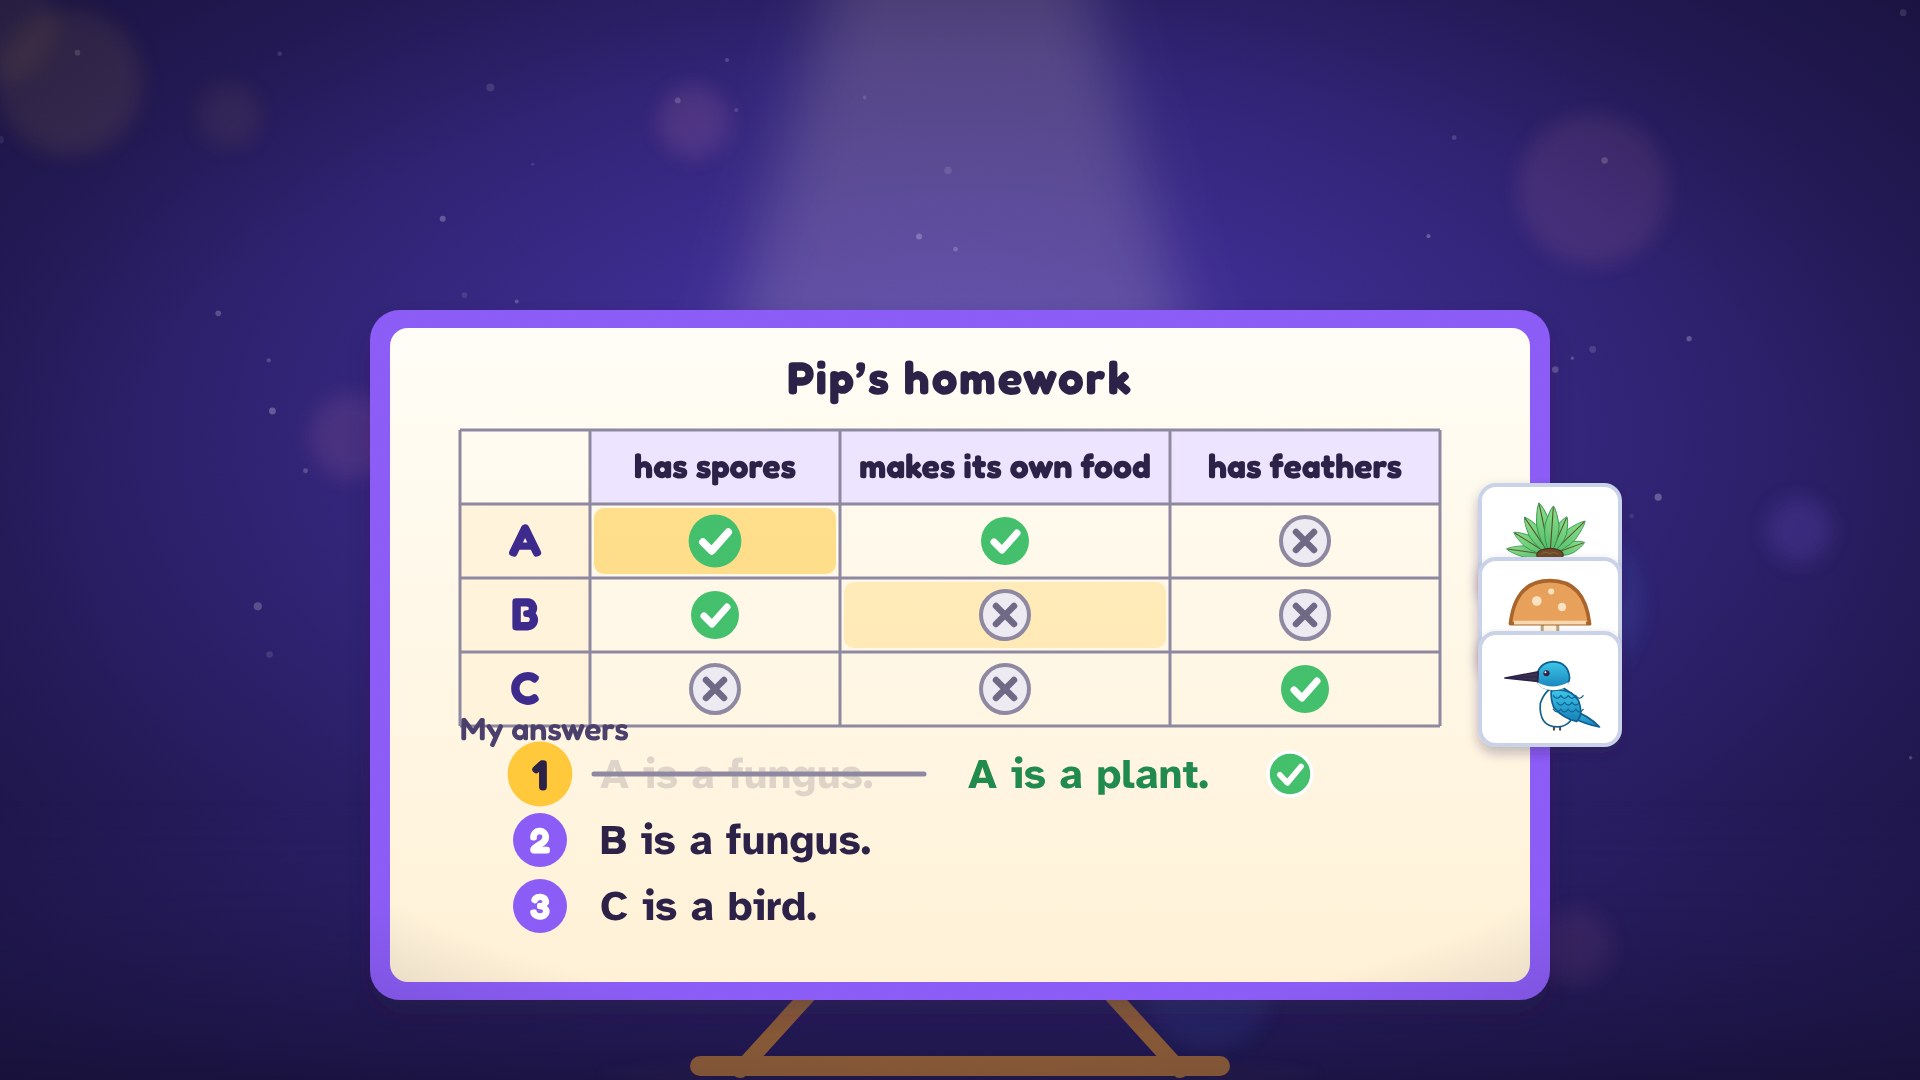 Pip's homework
has spores makes its own food has feathers
A
B
C
My answers
1 A is a fungus. A is a plant.
2 B is a fungus.
3 C is a bird.